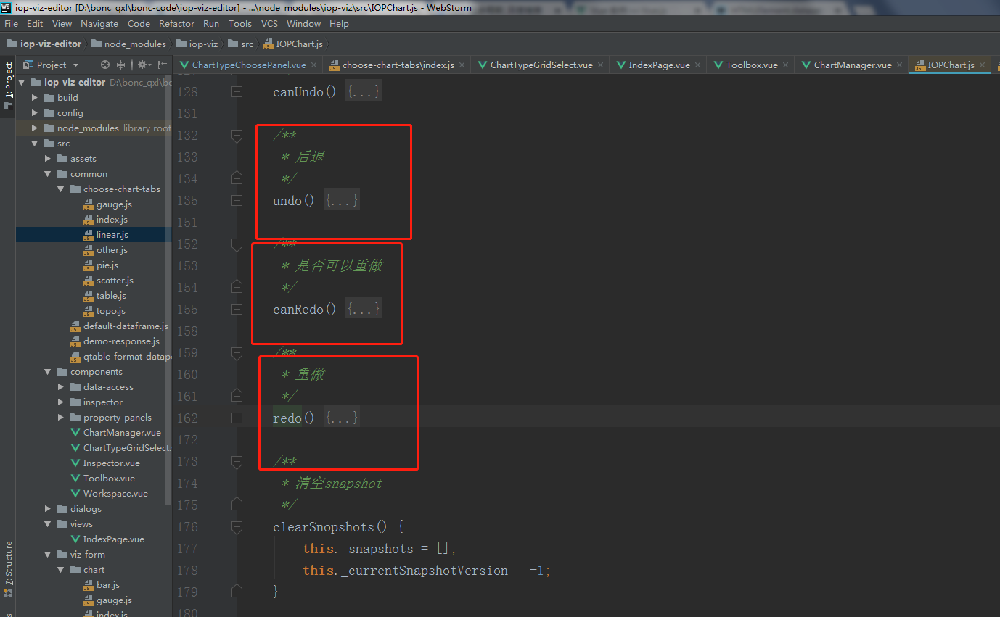 WS iop-viz-editor [D:\bonc_qxl\bonc-code\iop-viz-editor] - ...\node_modules\iop-viz\src\IOPChart.js - WebStorm
File Edit View Navigate Code Refactor Run Tools VCS Window Help
iop-viz-editor node_modules iop-viz src IOPChart.js
1: Project
7: Structure
Project
iop-viz-editor D:\bonc_qxl\bc
build
config
node_modules library root
src
assets
common
choose-chart-tabs
gauge.js
index.js
linear.js
other.js
pie.js
scatter.js
table.js
topo.js
default-dataframe.js
demo-response.js
qtable-format-datap
components
data-access
inspector
property-panels
ChartManager.vue
ChartTypeGridSelect.
Inspector.vue
Toolbox.vue
Workspace.vue
dialogs
views
IndexPage.vue
viz-form
chart
bar.js
gauge.js
index.js
ChartTypeChoosePanel.vue choose-chart-tabs\index.js ChartTypeGridSelect.vue IndexPage.vue Toolbox.vue ChartManager.vue IOPChart.js
128 canUndo() {...}
131
132 /**
133 * 后退
134 */
135 undo() {...}
151
152 /**
153 * 是否可以重做
154 */
155 canRedo() {...}
158
159 /**
160 * 重做
161 */
162 redo() {...}
172
173 /**
174 * 清空snapshot
175 */
176 clearSnopshots() {
177 this._snapshots = [];
178 this._currentSnapshotVersion = -1;
179 }
180